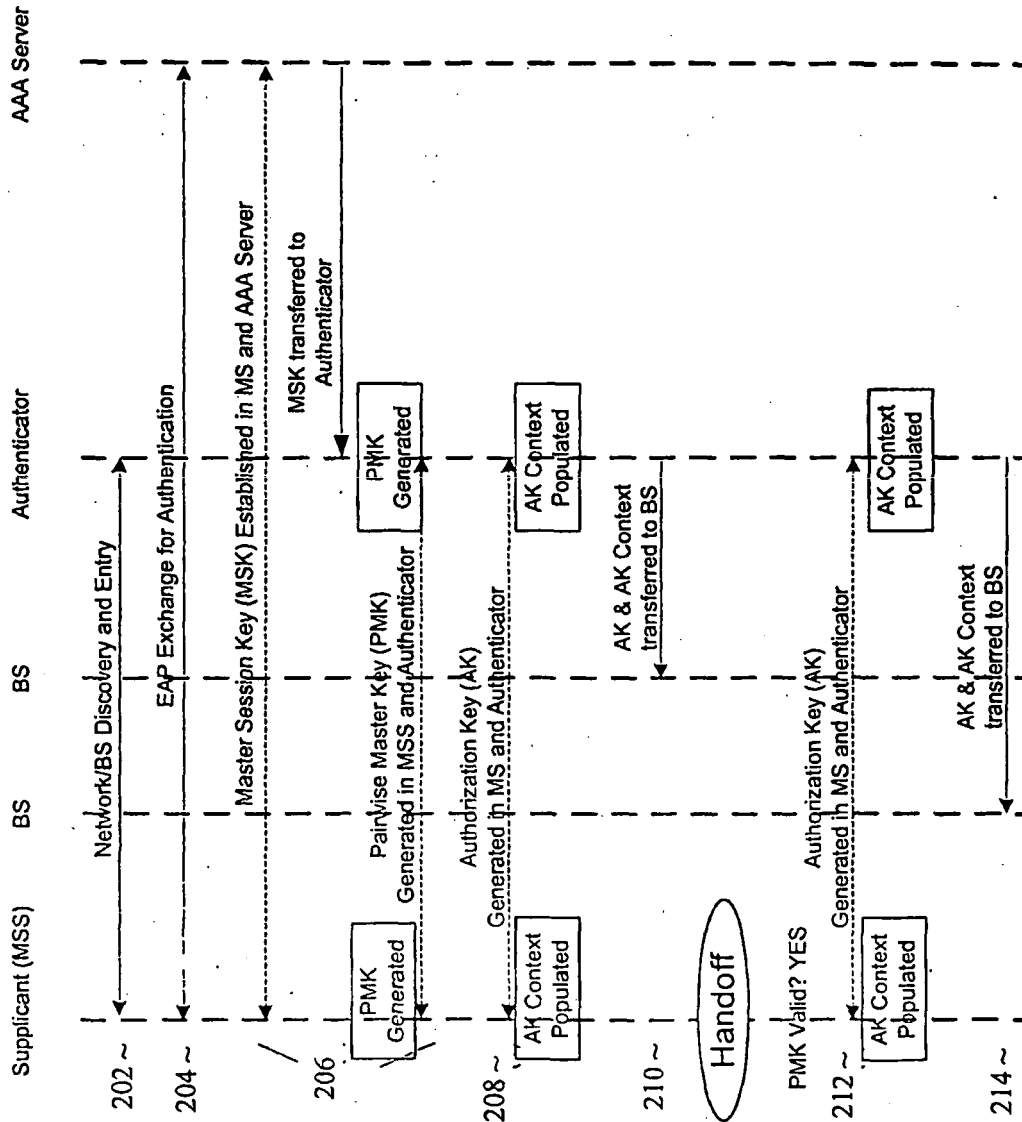 Supplicant (MSS)
BS
BS
Authenticator
AAA Server
202 ~
Network/BS Discovery and Entry
204 ~
EAP Exchange for Authentication
Master Session Key (MSK) Established in MS and AAA Server
206
MSK transferred to
Authenticator
PMK
Generated
Pairwise Master Key (PMK)
Generated in MSS and Authenticator
PMK
Generated
208 ~
Authorization Key (AK)
Generated in MS and Authenticator
AK Context
Populated
AK Context
Populated
210 ~
AK & AK Context
transferred to BS
Handoff
PMK Valid? YES
212 ~
Authorization Key (AK)
Generated in MS and Authenticator
AK Context
Populated
AK Context
Populated
214 ~
AK & AK Context
transferred to BS